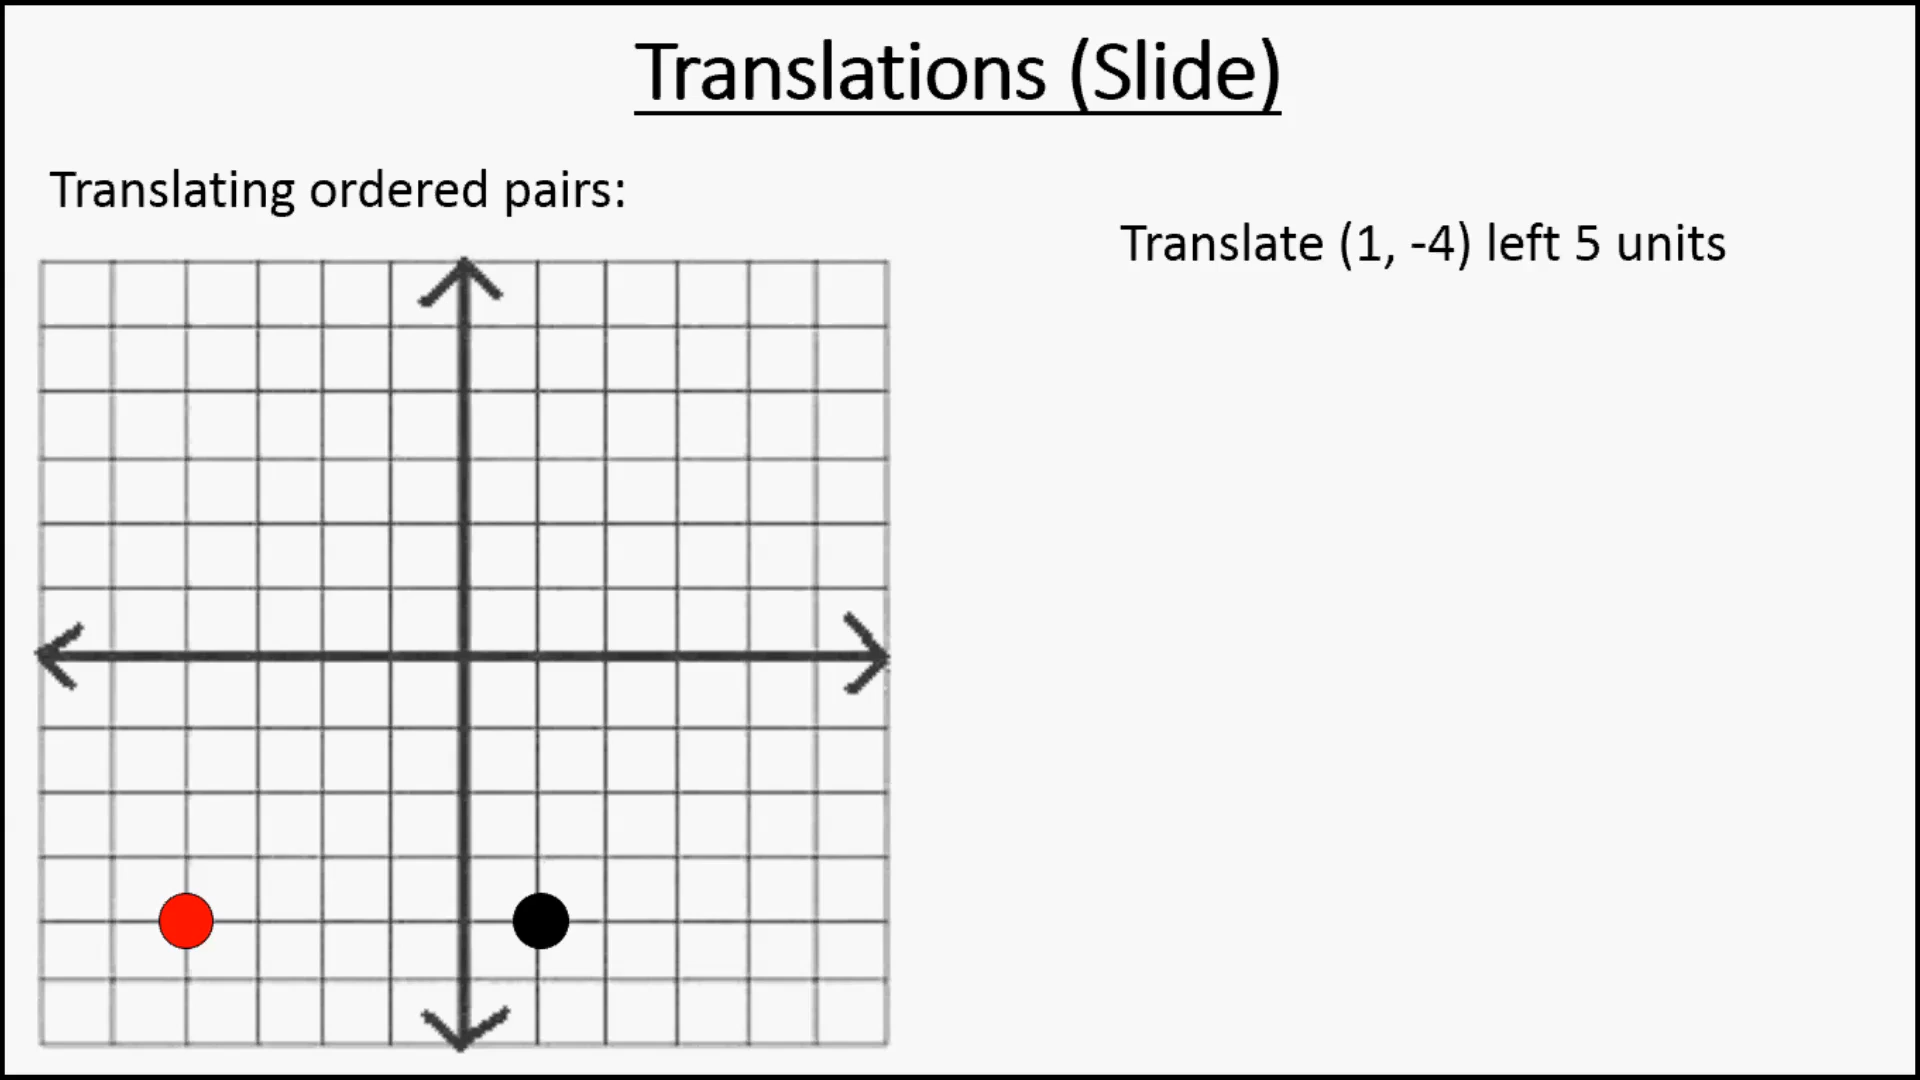 Translations (Slide)
Translating ordered pairs:
Translate (1, -4) left 5 units